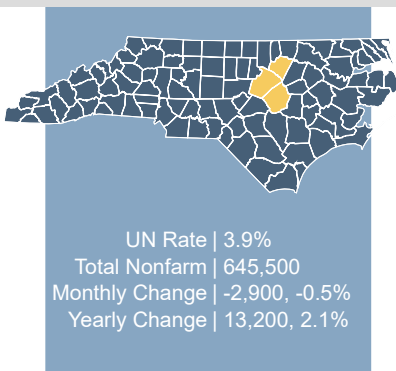 UN Rate | 3.9%
Total Nonfarm | 645,500
Monthly Change | -2,900, -0.5%
Yearly Change | 13,200, 2.1%